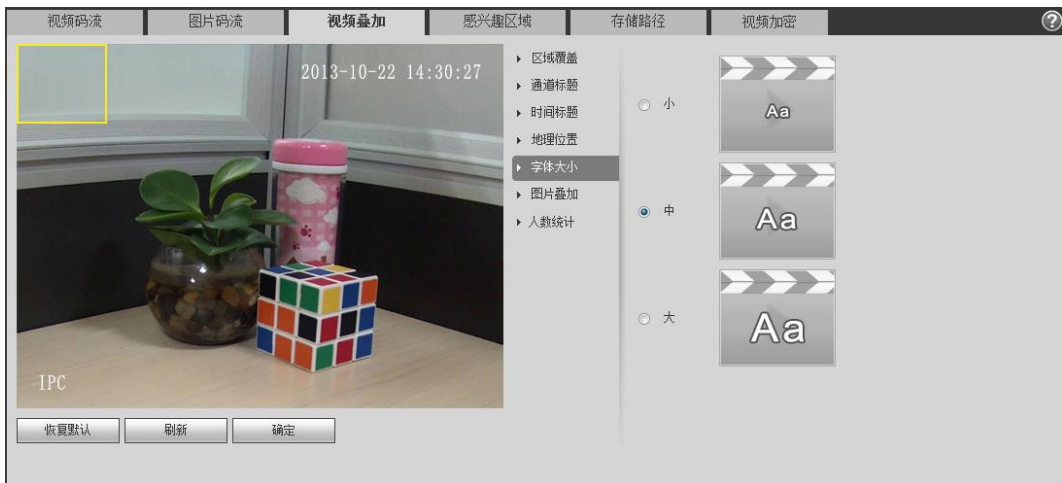 视频码流 图片码流 视频叠加 感兴趣区域 存储路径 视频加密 ?
2013-10-22 14:30:27
IPC
区域覆盖
通道标题
时间标题
地理位置
字体大小
图片叠加
人数统计
小 Aa
中 Aa
大 Aa
恢复默认 刷新 确定